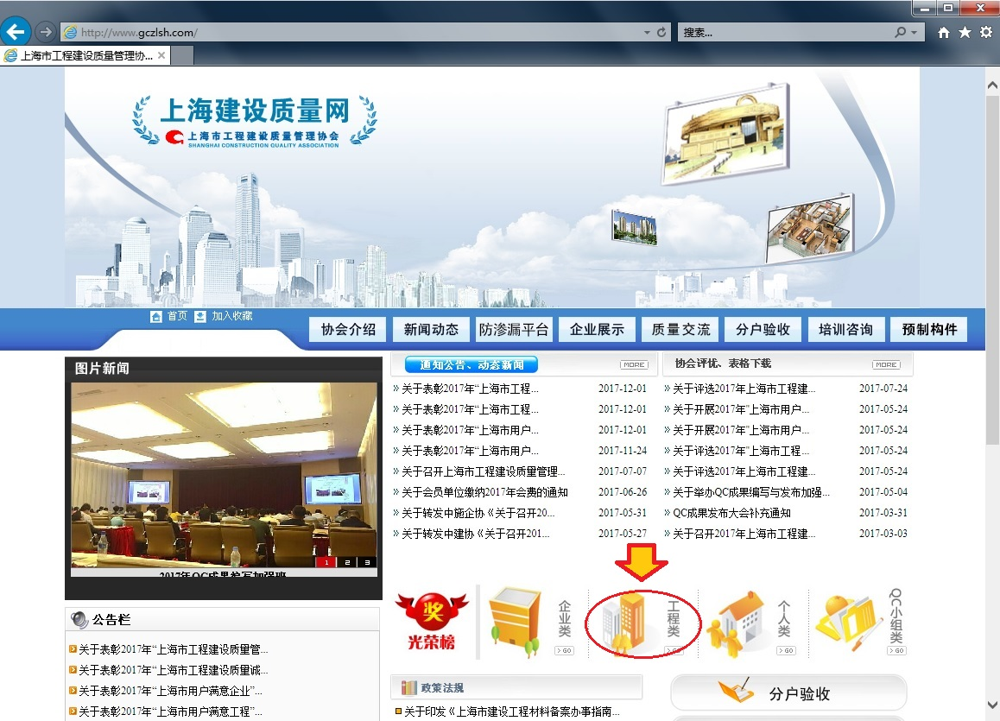 http://www.gczlsh.com/
搜索...
上海市工程建设质量管理协...
上海建设质量网
上海市工程建设质量管理协会
SHANGHAI CONSTRUCTION QUALITY ASSOCIATION
首页 加入收藏
协会介绍 新闻动态 防渗漏平台 企业展示 质量交流 分户验收 培训咨询 预制构件
图片新闻
2017年QC成果编写加强班
1 2 3
通知公告、动态新闻 MORE
关于表彰2017年“上海市工程... 2017-12-01
关于表彰2017年“上海市工程... 2017-12-01
关于表彰2017年“上海市用户... 2017-12-01
关于表彰2017年“上海市用户... 2017-11-24
关于召开上海市工程建设质量管理... 2017-07-07
关于会员单位缴纳2017年会费的通知 2017-06-26
关于转发中施企协《关于召开20... 2017-05-31
关于转发中建协《关于召开201... 2017-05-27
协会评优、表格下载 MORE
关于评选2017年上海市工程建... 2017-07-24
关于开展2017年"上海市用户... 2017-05-24
关于开展2017年"上海市用户... 2017-05-24
关于评选2017年"上海市工程... 2017-05-24
关于评选2017年上海市工程建... 2017-05-24
关于举办QC成果编写与发布加强... 2017-05-04
QC成果发布大会补充通知 2017-03-31
关于召开2017年上海市工程建... 2017-03-03
奖
光荣榜
企业类
GO
工程类
GO
个人类
GO
QC小组类
GO
公告栏
关于表彰2017年“上海市工程建设质量管...
关于表彰2017年“上海市工程建设质量诚...
关于表彰2017年“上海市用户满意企业”...
关于表彰2017年“上海市用户满意工程”...
政策法规
关于印发《上海市建设工程材料备案办事指南...
分户验收